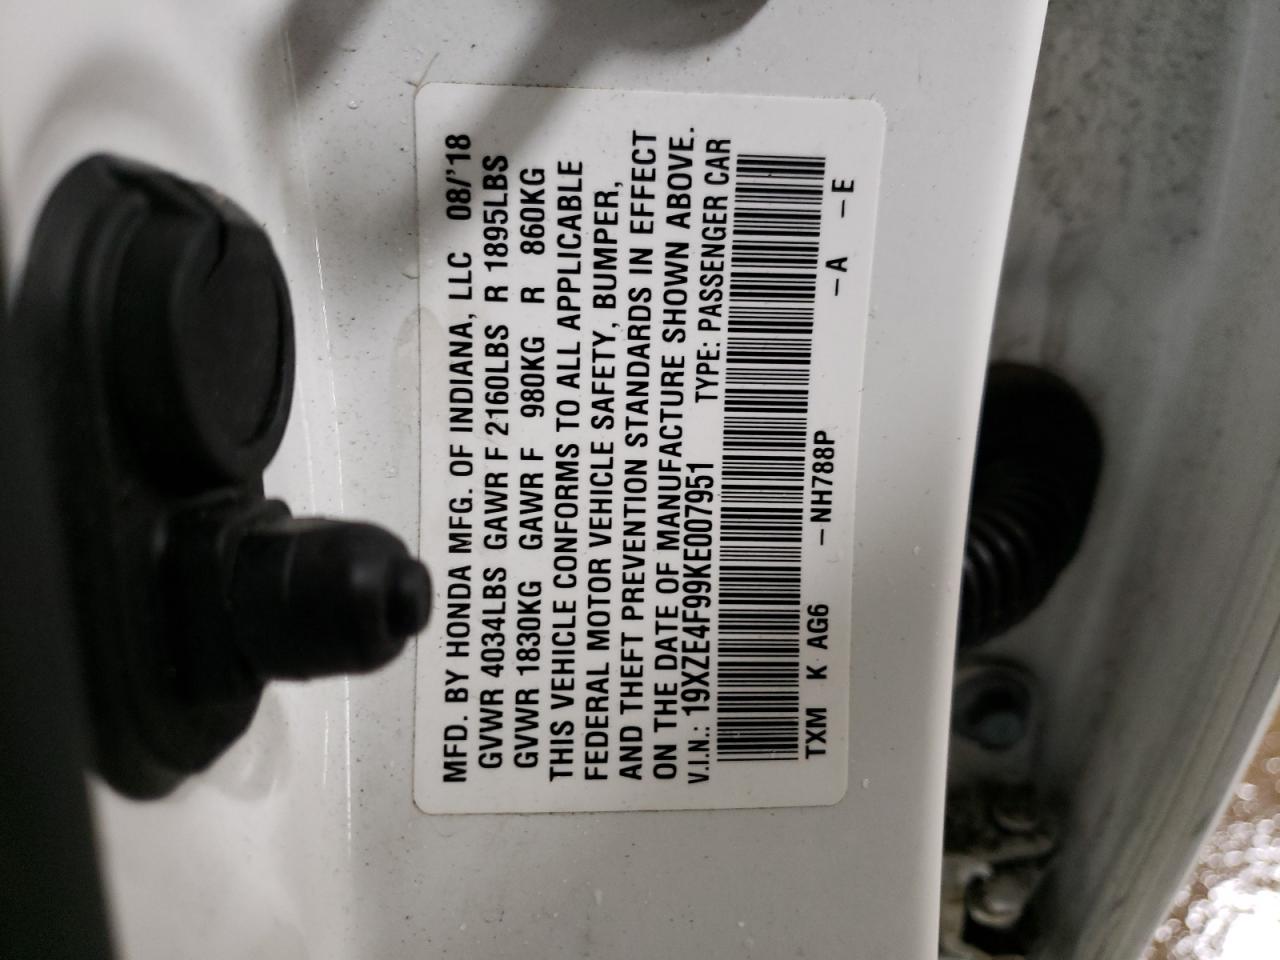 MFD. BY HONDA MFG. OF INDIANA, LLC 08/'18
GVWR 4034LBS GAWR F 2160LBS R 1895LBS
GVWR 1830KG GAWR F 980KG R 860KG
THIS VEHICLE CONFORMS TO ALL APPLICABLE
FEDERAL MOTOR VEHICLE SAFETY, BUMPER,
AND THEFT PREVENTION STANDARDS IN EFFECT
ON THE DATE OF MANUFACTURE SHOWN ABOVE.
V.I.N.: 19XZE4F99KE007951 TYPE: PASSENGER CAR
TXM K AG6 – NH788P – A – E